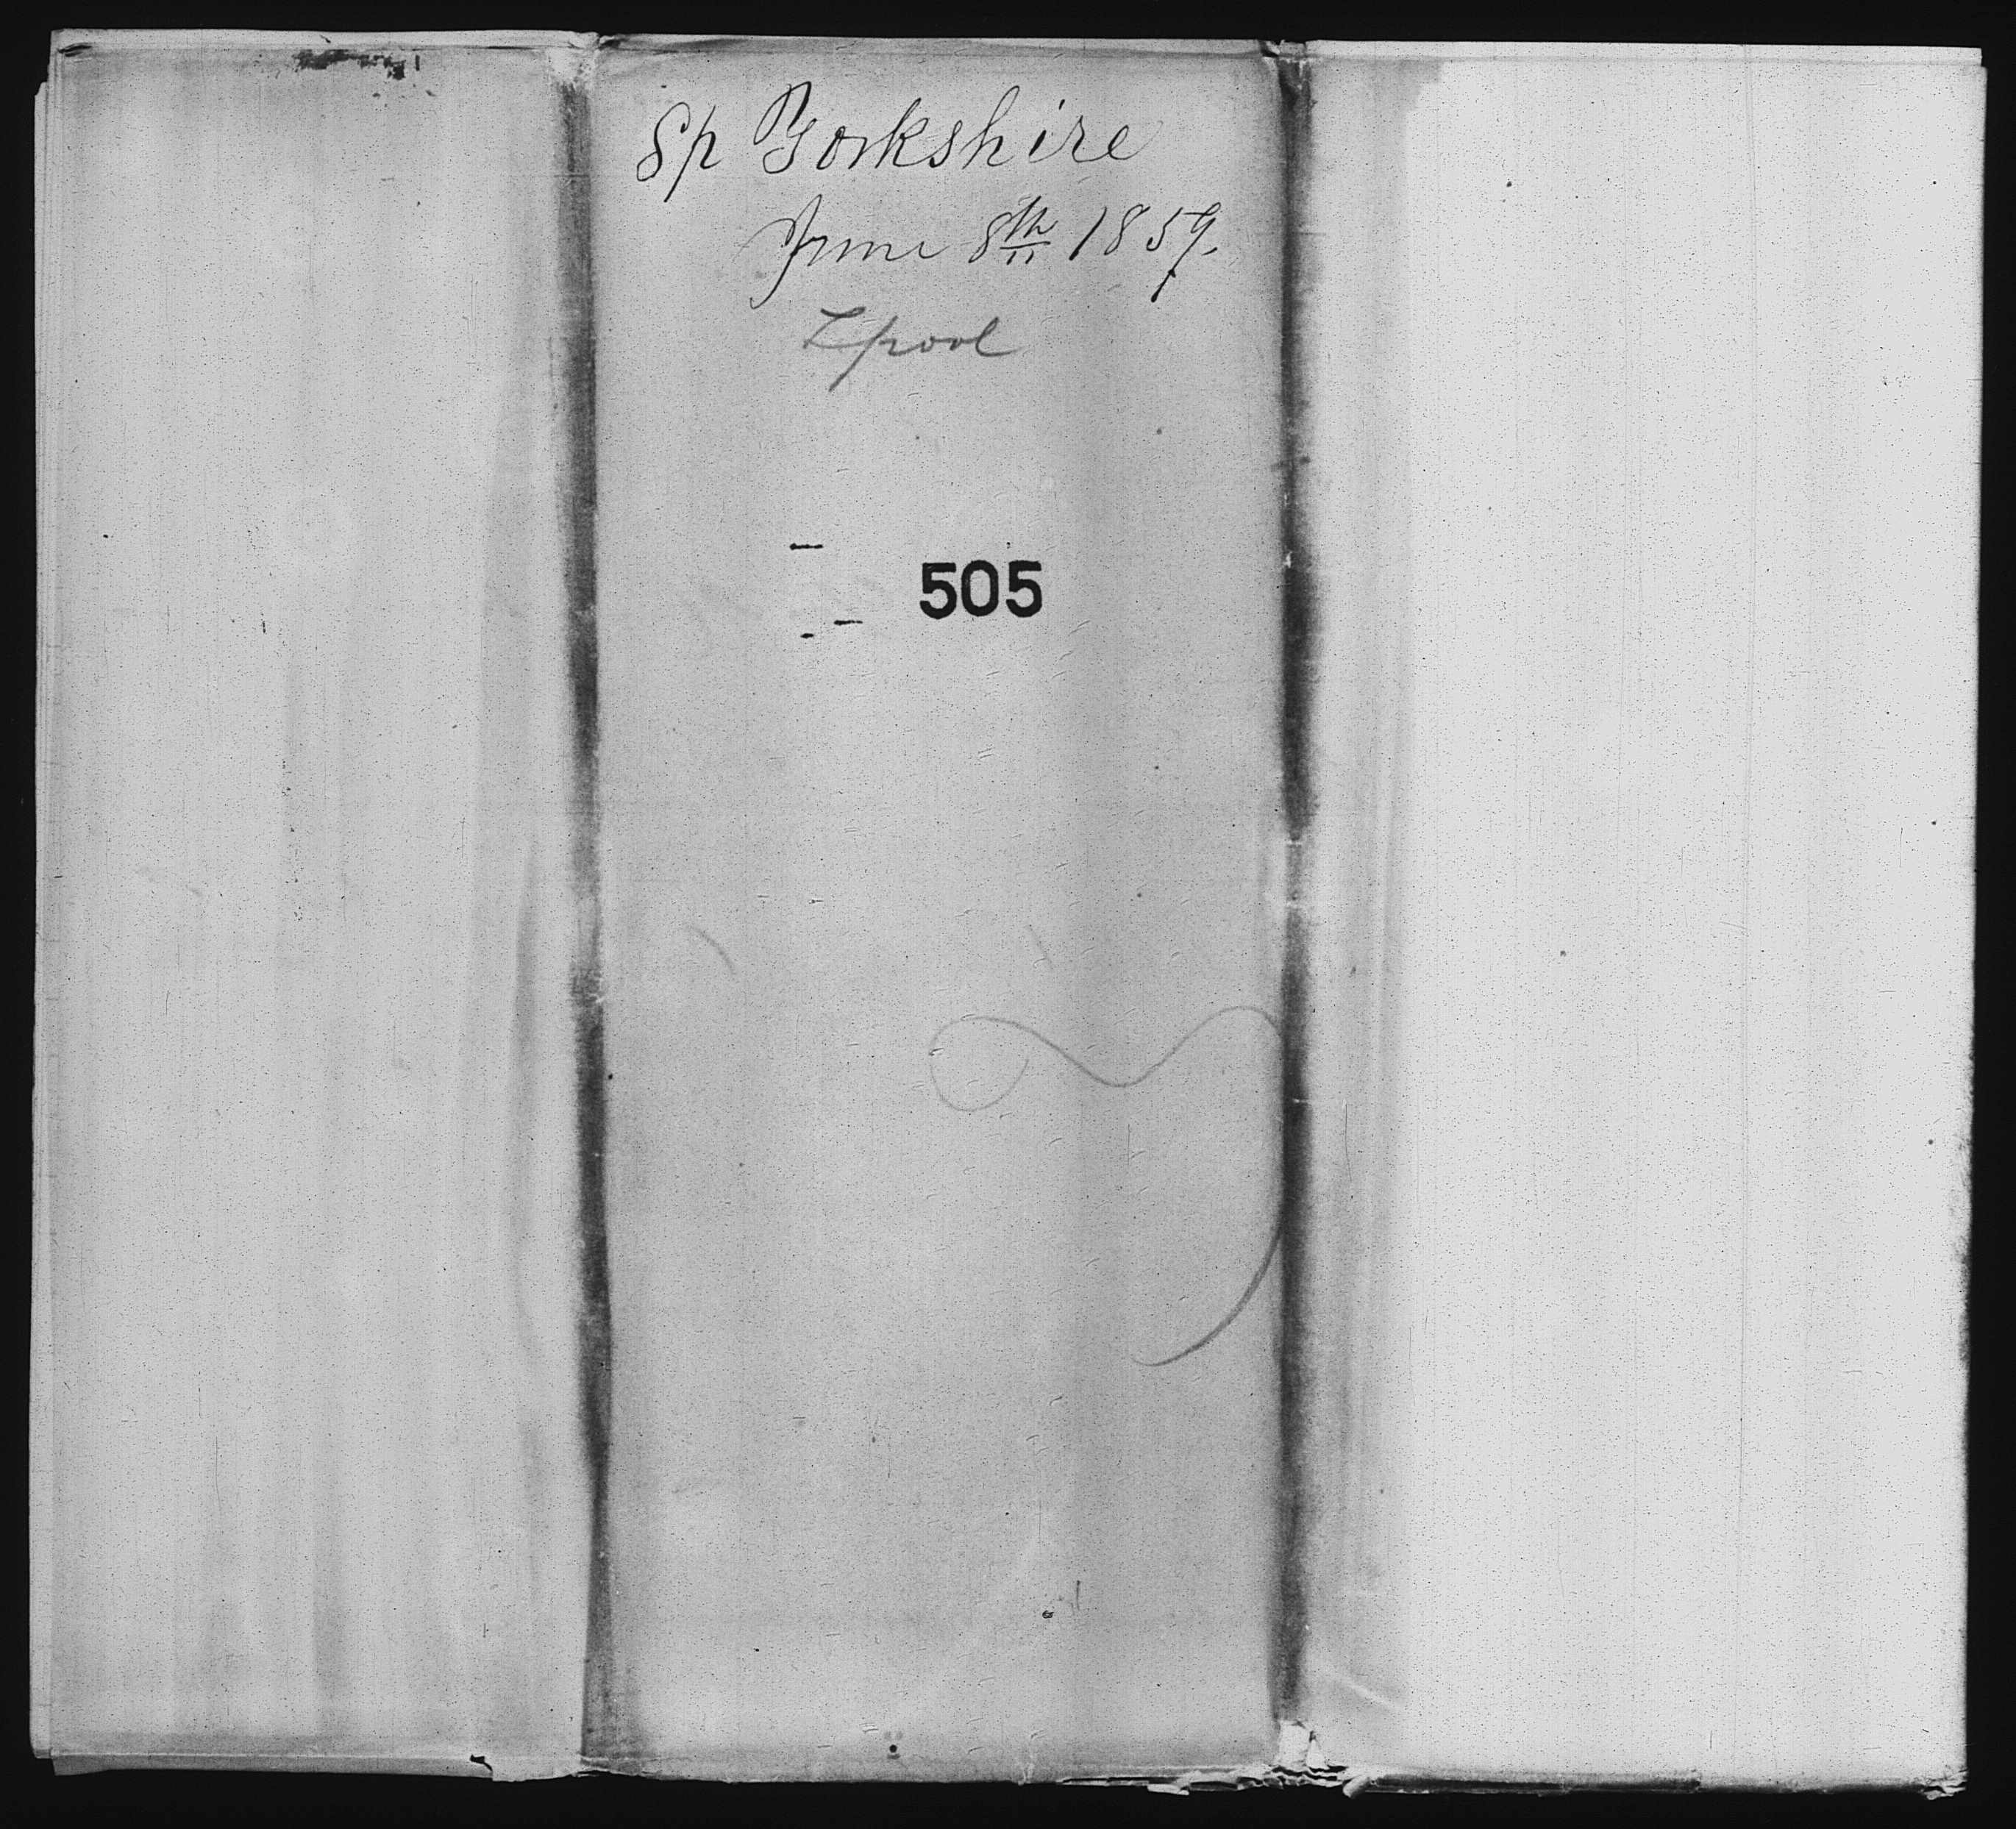 Sp Yorkshire
June 8th 1859.
Lpool
505